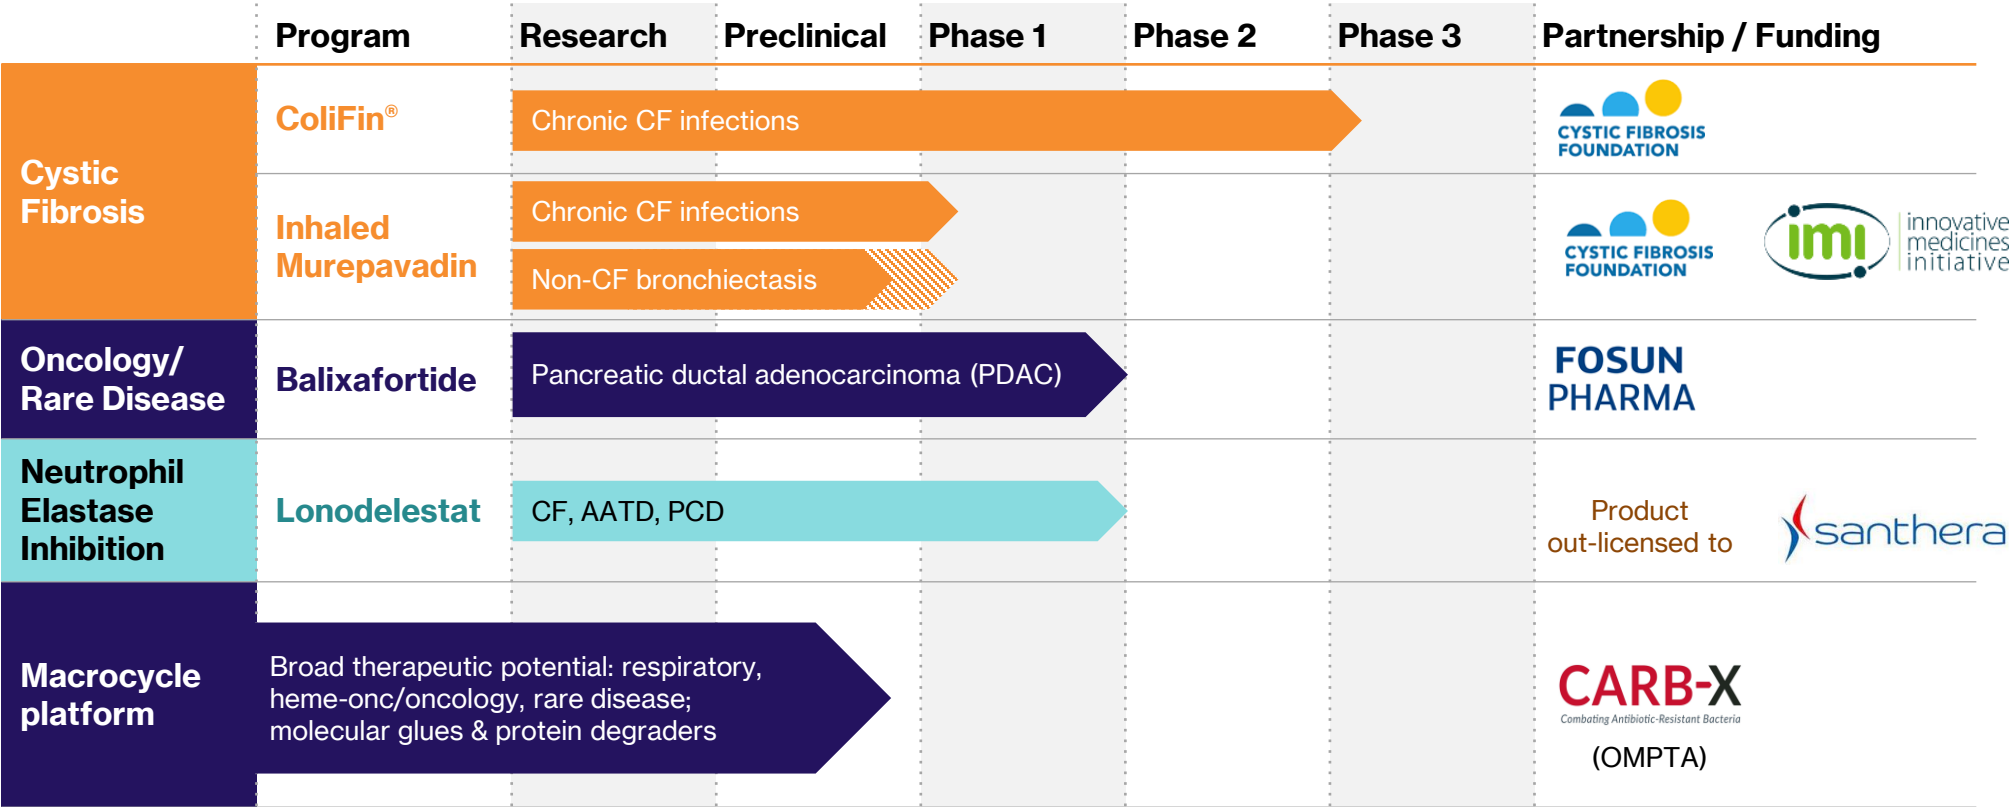 Program Research Preclinical Phase 1 Phase 2 Phase 3 Partnership / Funding
Cystic
Fibrosis
ColiFin®
Chronic CF infections
CYSTIC FIBROSIS
FOUNDATION
Inhaled
Murepavadin
Chronic CF infections
Non-CF bronchiectasis
CYSTIC FIBROSIS
FOUNDATION
imi
innovative
medicines
initiative
Oncology/
Rare Disease
Balixafortide
Pancreatic ductal adenocarcinoma (PDAC)
FOSUN
PHARMA
Neutrophil
Elastase
Inhibition
Lonodelestat
CF, AATD, PCD
Product
out-licensed to
santhera
Macrocycle
platform
Broad therapeutic potential: respiratory,
heme-onc/oncology, rare disease;
molecular glues & protein degraders
CARB-X
Combating Antibiotic-Resistant Bacteria
(OMPTA)